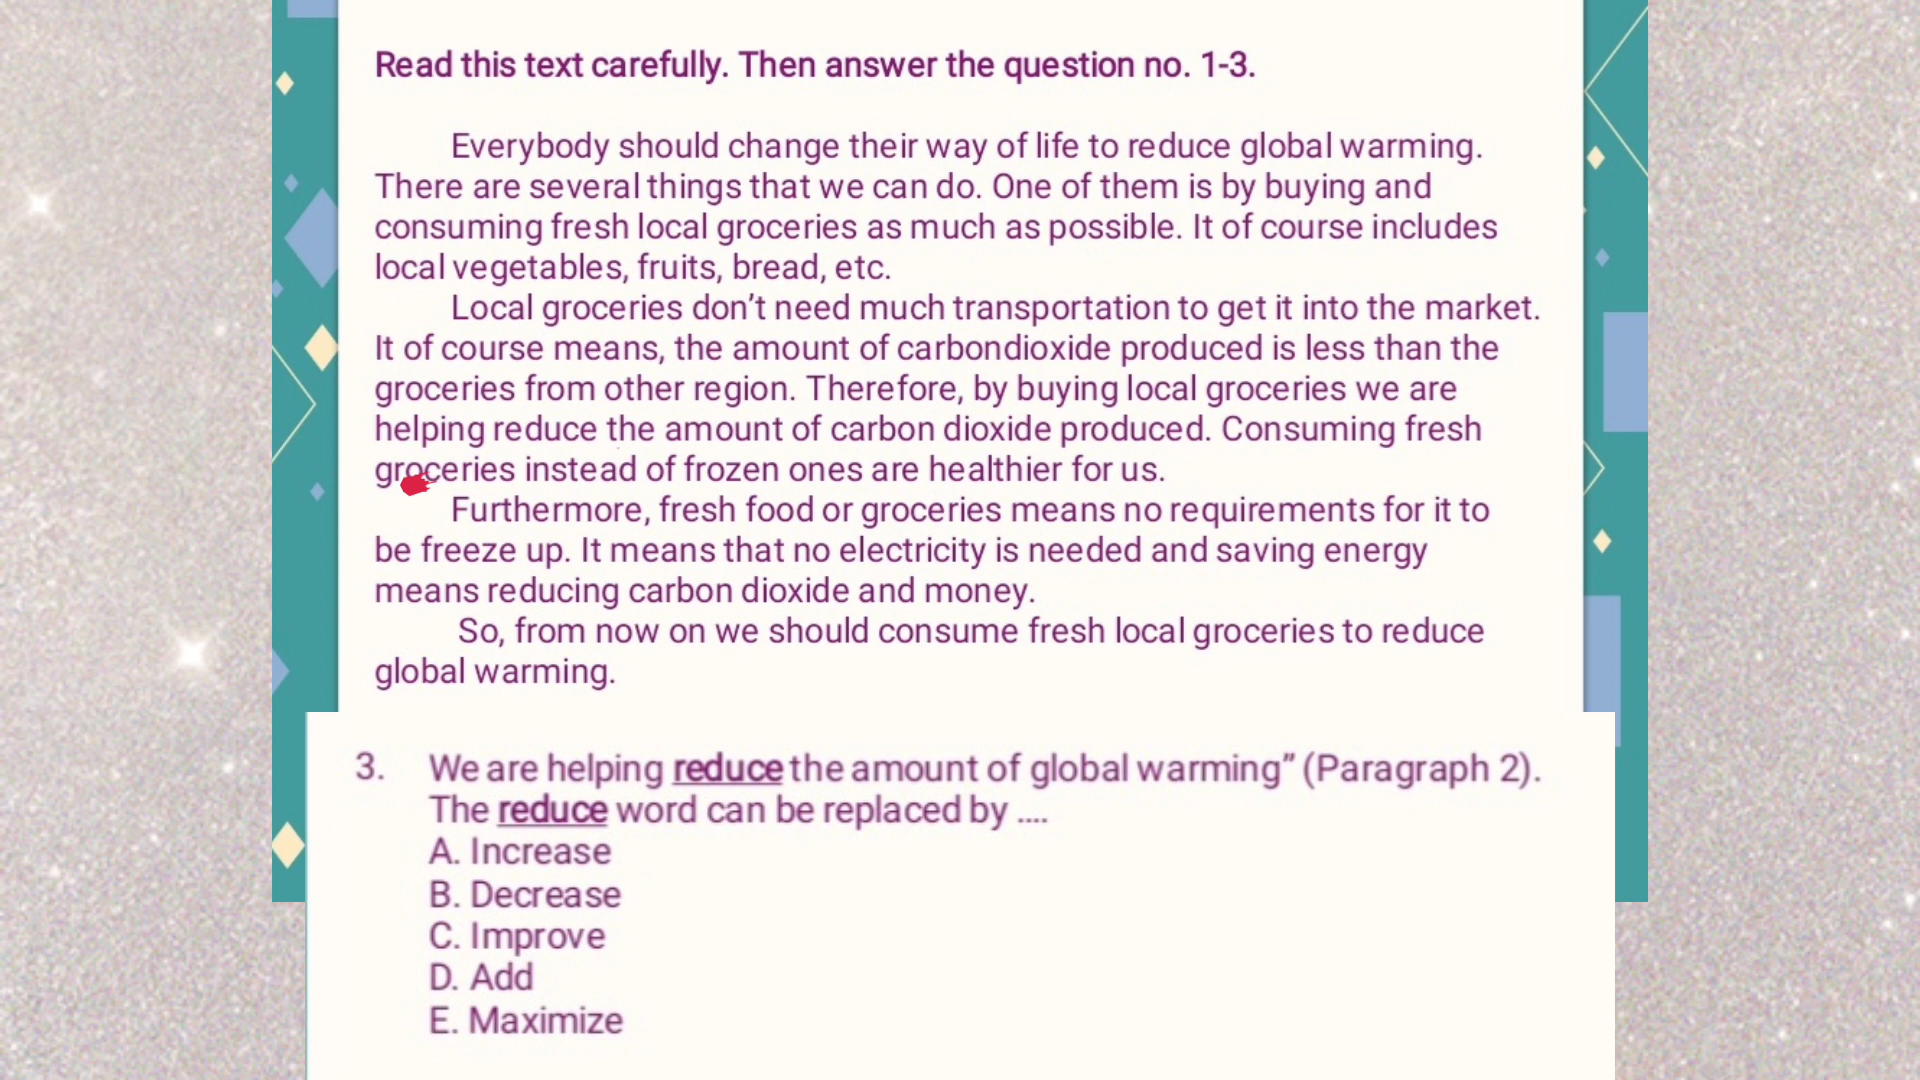 Read this text carefully. Then answer the question no. 1-3.
Everybody should change their way of life to reduce global warming.
There are several things that we can do. One of them is by buying and
consuming fresh local groceries as much as possible. It of course includes
local vegetables, fruits, bread, etc.
Local groceries don’t need much transportation to get it into the market.
It of course means, the amount of carbondioxide produced is less than the
groceries from other region. Therefore, by buying local groceries we are
helping reduce the amount of carbon dioxide produced. Consuming fresh
groceries instead of frozen ones are healthier for us.
Furthermore, fresh food or groceries means no requirements for it to
be freeze up. It means that no electricity is needed and saving energy
means reducing carbon dioxide and money.
So, from now on we should consume fresh local groceries to reduce
global warming.
3. We are helping reduce the amount of global warming” (Paragraph 2).
The reduce word can be replaced by ....
A. Increase
B. Decrease
C. Improve
D. Add
E. Maximize